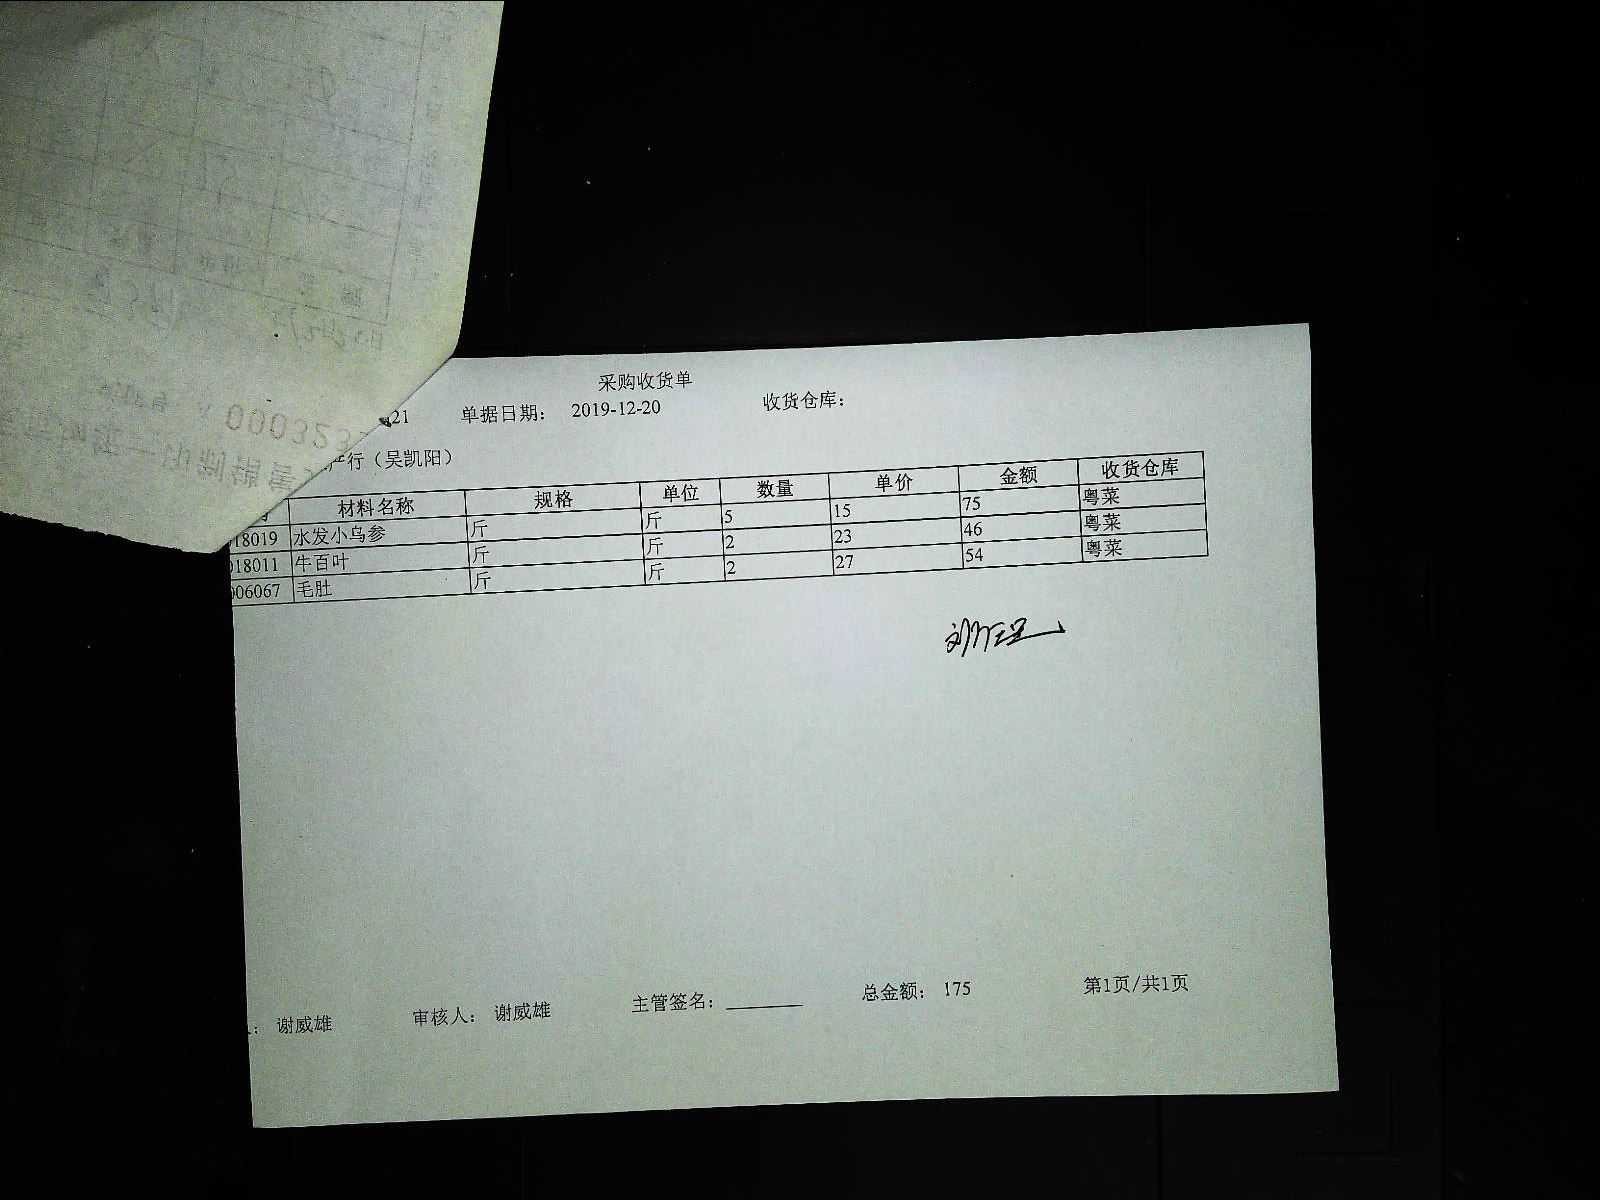 采购收货单
21 单据日期： 2019-12-20 收货仓库：
行（吴凯阳）
材料名称 规格 单位 数量 单价 金额 收货仓库
18019 水发小乌参 斤 斤 5 15 75 粤菜
18011 牛百叶 斤 斤 2 23 46 粤菜
06067 毛肚 斤 斤 2 27 54 粤菜
： 谢威雄 审核人： 谢威雄 主管签名： 总金额： 175 第1页/共1页
000323